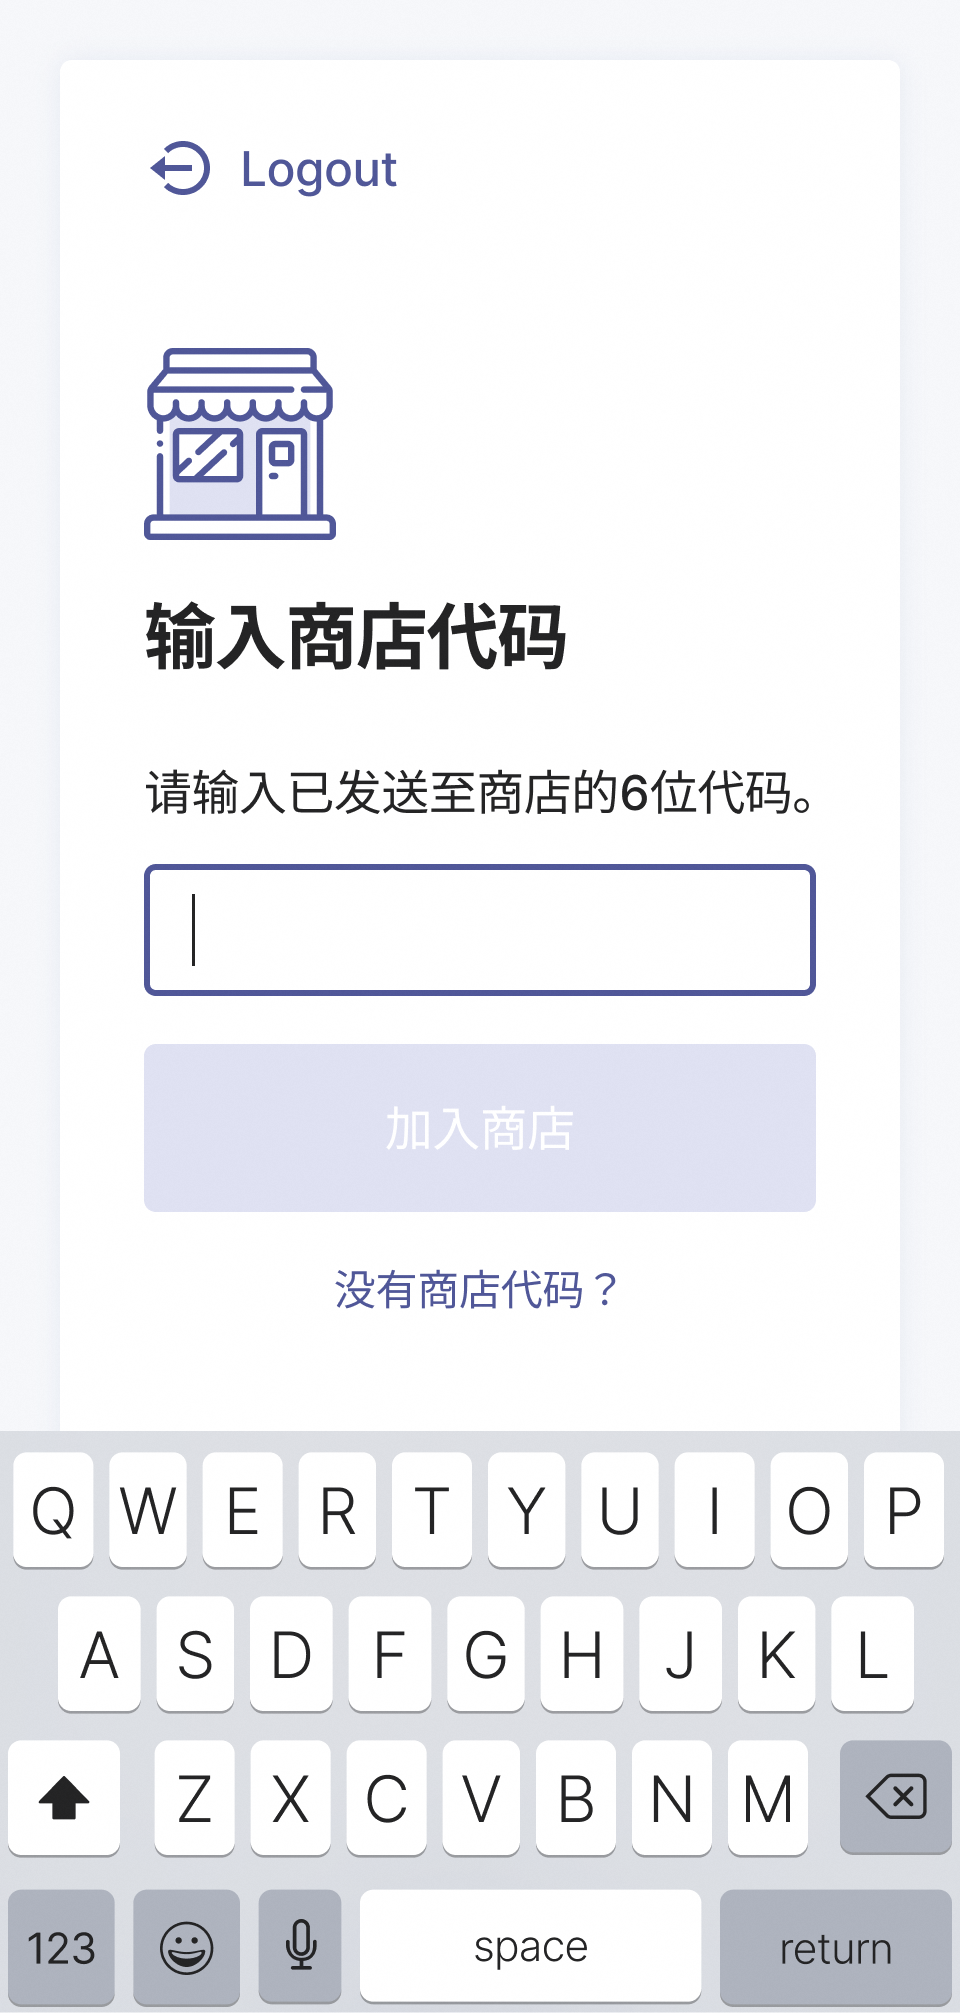 Logout
输入商店代码
请输入已发送至商店的6位代码。
加入商店
没有商店代码？
Q W E R T Y U I O P
A S D F G H J K L
Z X C V B N M
123 space return